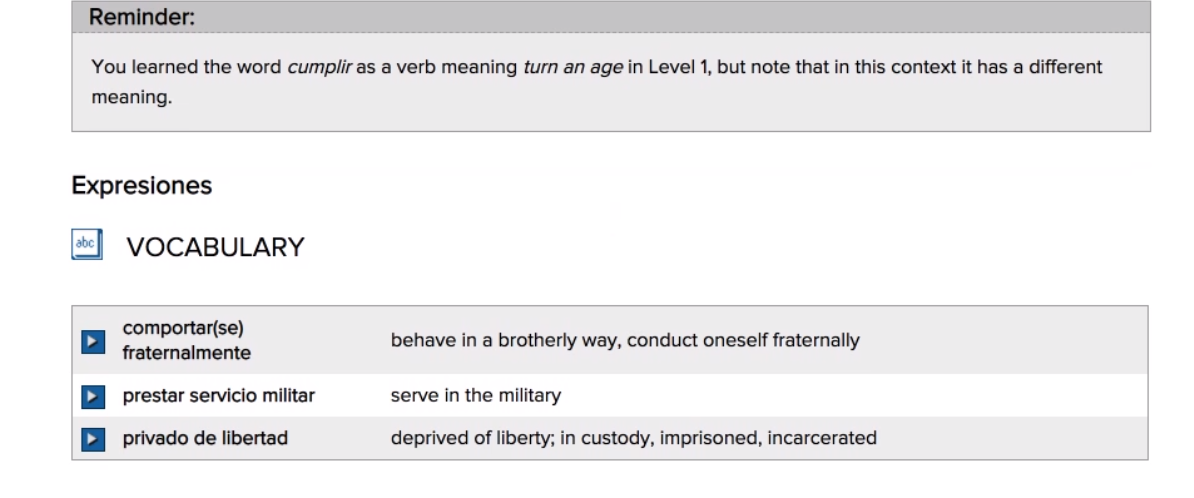 Reminder:
You learned the word cumplir as a verb meaning turn an age in Level 1, but note that in this context it has a different
meaning.
Expresiones
abc VOCABULARY
comportar(se)
fraternalmente
behave in a brotherly way, conduct oneself fraternally
prestar servicio militar serve in the military
privado de libertad deprived of liberty; in custody, imprisoned, incarcerated